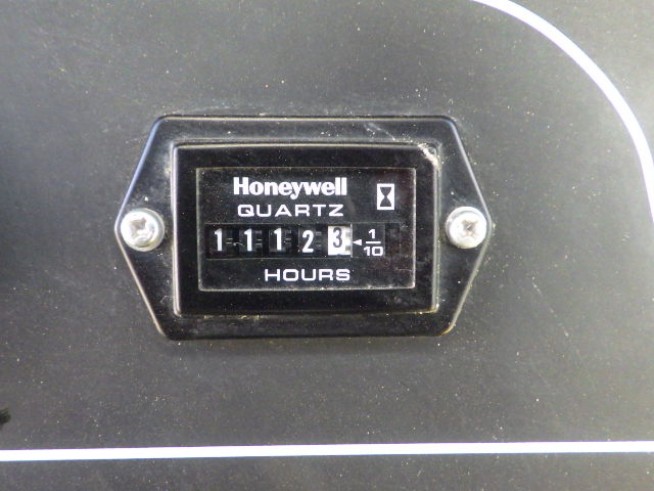 Honeywell
QUARTZ
1 1 1 2 3 ◄ 1/10
HOURS